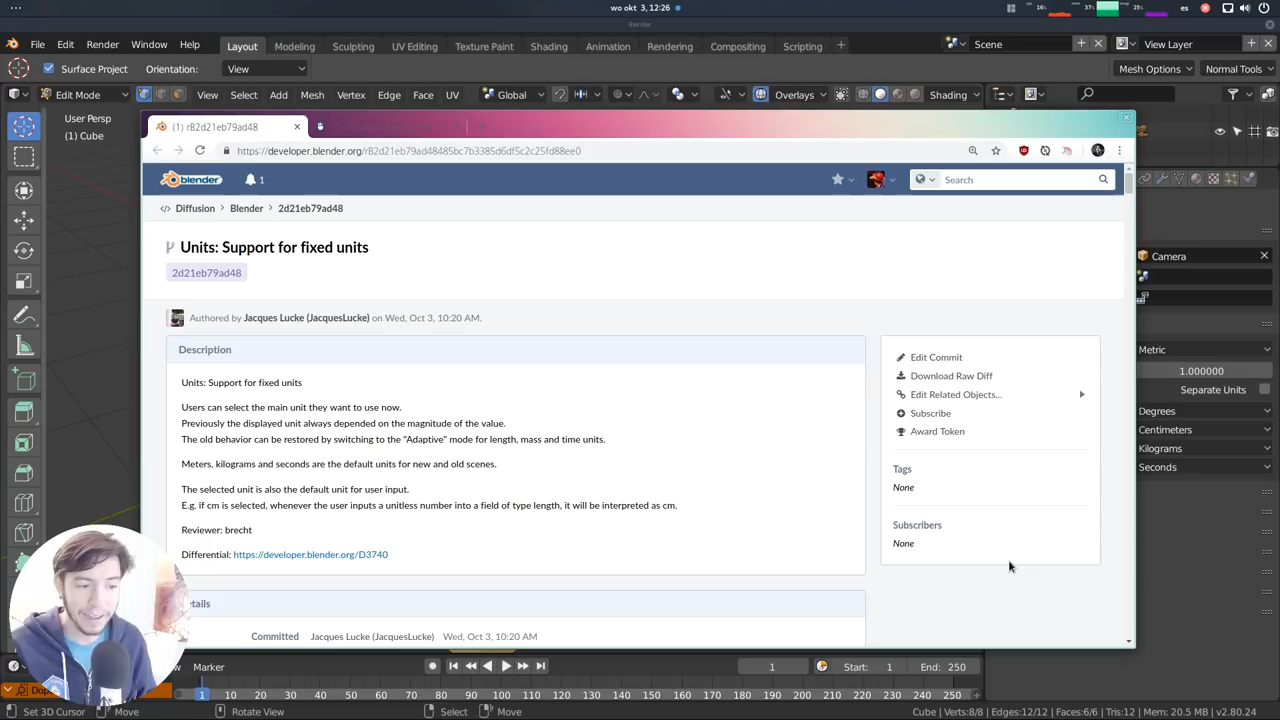 wo okt 3, 12:26
16%
37%
25%
es
Blender
File Edit Render Window Help
Layout Modeling Sculpting UV Editing Texture Paint Shading Animation Rendering Compositing Scripting
Scene
View Layer
Surface Project Orientation: View
Mesh Options Normal Tools
Edit Mode View Select Add Mesh Vertex Edge Face UV Global Overlays Shading
User Persp
(1) Cube
(1) rB2d21eb79ad48
https://developer.blender.org/rB2d21eb79ad48485bc7b3385d6df5c2c25fd88ee0
blender 1 Search
Diffusion Blender 2d21eb79ad48
Units: Support for fixed units
2d21eb79ad48
Authored by Jacques Lucke (JacquesLucke) on Wed, Oct 3, 10:20 AM.
Description
Units: Support for fixed units
Users can select the main unit they want to use now.
Previously the displayed unit always depended on the magnitude of the value.
The old behavior can be restored by switching to the "Adaptive" mode for length, mass and time units.
Meters, kilograms and seconds are the default units for new and old scenes.
The selected unit is also the default unit for user input.
E.g. if cm is selected, whenever the user inputs a unitless number into a field of type length, it will be interpreted as cm.
Reviewer: brecht
Differential: https://developer.blender.org/D3740
Edit Commit
Download Raw Diff
Edit Related Objects...
Subscribe
Award Token
Tags
None
Subscribers
None
etails
Committed Jacques Lucke (JacquesLucke) Wed, Oct 3, 10:20 AM
Camera
Metric
1.000000
Separate Units
Degrees
Centimeters
Kilograms
Seconds
Marker
1 Start: 1 End: 250
Dop
1 10 20 30 40 50 60 70 80 90 100 110 120 130 140 150 160 170 180 190 200 210 220 230 240 250
Set 3D Cursor Move Rotate View Select Move
Cube | Verts:8/8 | Edges:12/12 | Faces:6/6 | Tris:12 | Mem: 20.5 MB | v2.80.24